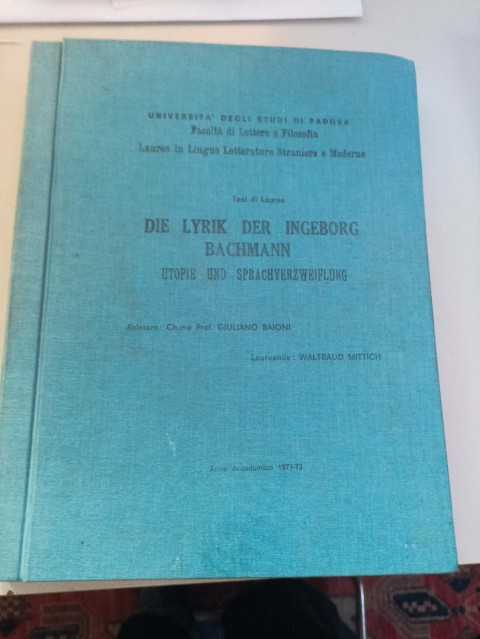 UNIVERSITA' DEGLI STUDI DI PADOVA
Facoltà di Lettere e Filosofia
Laurea in Lingue Letterature Straniere e Moderne
Tesi di Laurea
DIE LYRIK DER INGEBORG
BACHMANN
UTOPIE UND SPRACHVERZWEIFLUNG
Relatore: Ch.mo Prof. GIULIANO BAIONI
Laureanda: WALTRAUD MITTICH
Anno Accademico 1971-72